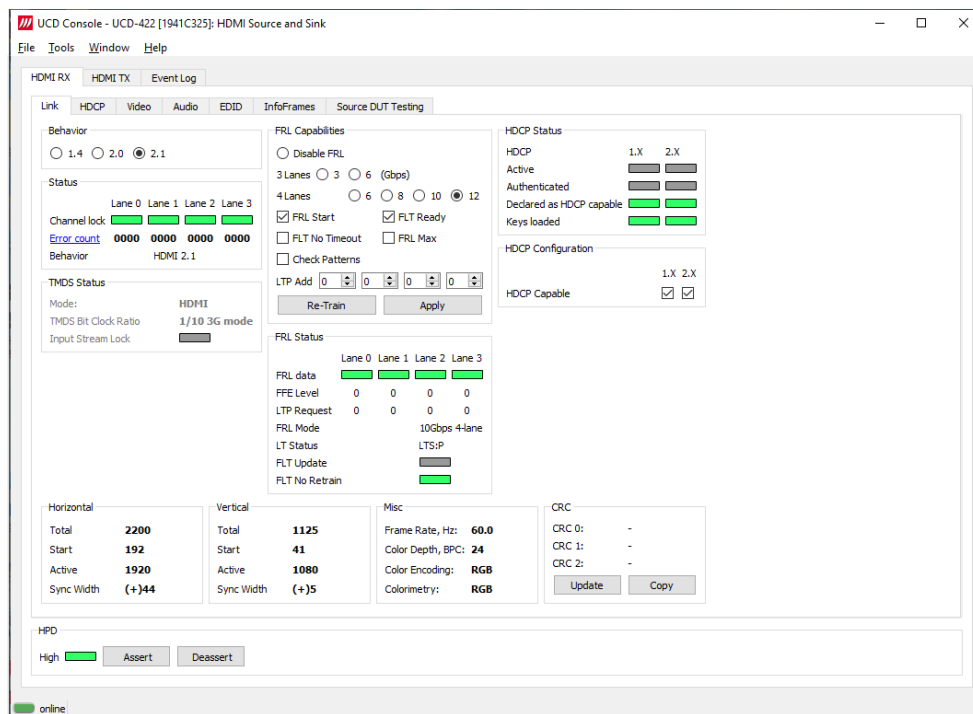 UCD Console - UCD-422 [1941C325]: HDMI Source and Sink
File Tools Window Help
HDMI RX HDMI TX Event Log
Link HDCP Video Audio EDID InfoFrames Source DUT Testing
Behavior
1.4 2.0 2.1
Status
Lane 0 Lane 1 Lane 2 Lane 3
Channel lock
Error count 0000 0000 0000 0000
Behavior HDMI 2.1
TMDS Status
Mode: HDMI
TMDS Bit Clock Ratio 1/10 3G mode
Input Stream Lock
FRL Capabilities
Disable FRL
3 Lanes 3 6 (Gbps)
4 Lanes 6 8 10 12
FRL Start FLT Ready
FLT No Timeout FRL Max
Check Patterns
LTP Add 0 0 0 0
Re-Train Apply
FRL Status
Lane 0 Lane 1 Lane 2 Lane 3
FRL data
FFE Level 0 0 0 0
LTP Request 0 0 0 0
FRL Mode 10Gbps 4-lane
LT Status LTS:P
FLT Update
FLT No Retrain
HDCP Status
HDCP 1.X 2.X
Active
Authenticated
Declared as HDCP capable
Keys loaded
HDCP Configuration
1.X 2.X
HDCP Capable
Horizontal
Total 2200
Start 192
Active 1920
Sync Width (+)44
Vertical
Total 1125
Start 41
Active 1080
Sync Width (+)5
Misc
Frame Rate, Hz: 60.0
Color Depth, BPC: 24
Color Encoding: RGB
Colorimetry: RGB
CRC
CRC 0: -
CRC 1: -
CRC 2: -
Update Copy
HPD
High Assert Deassert
online